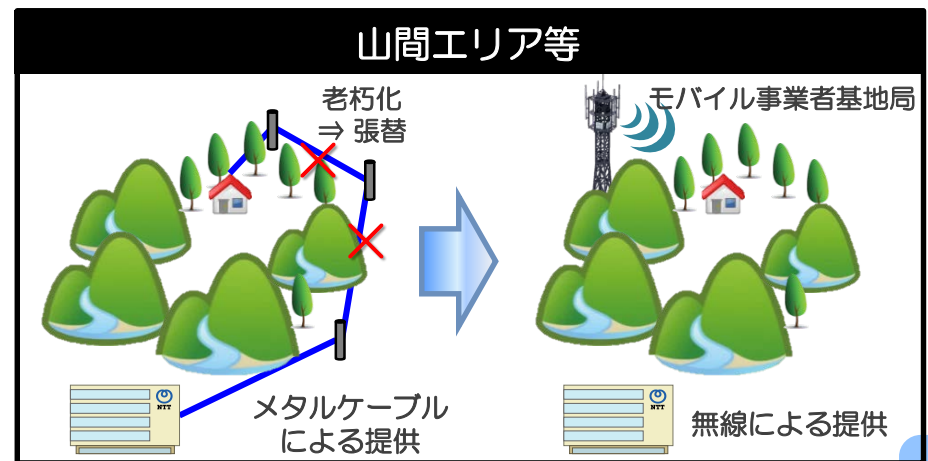 山間エリア等
老朽化
⇒ 張替
モバイル事業者基地局
NTT
メタルケーブル
による提供
NTT
無線による提供